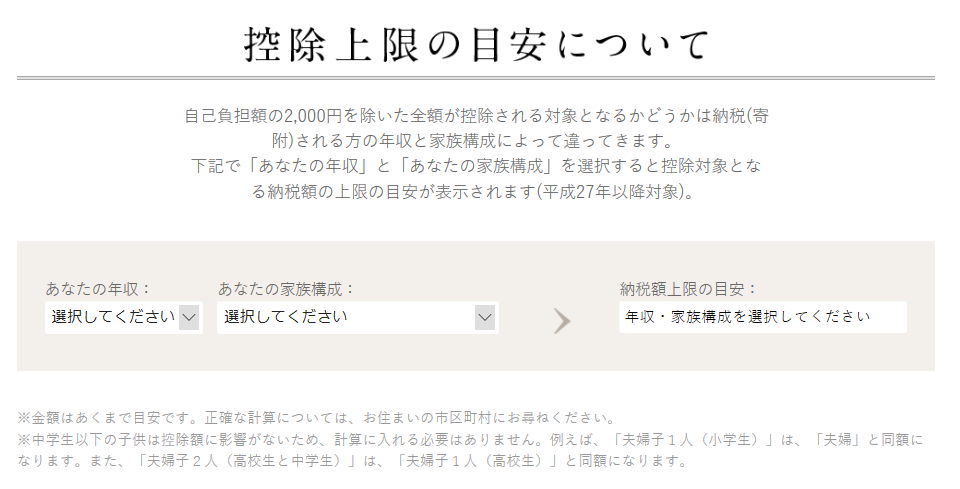 控除上限の目安について
自己負担額の2,000円を除いた全額が控除される対象となるかどうかは納税(寄
附)される方の年収と家族構成によって違ってきます。
下記で「あなたの年収」と「あなたの家族構成」を選択すると控除対象とな
る納税額の上限の目安が表示されます(平成27年以降対象)。
あなたの年収：
選択してください
あなたの家族構成：
選択してください
納税額上限の目安：
年収・家族構成を選択してください
※金額はあくまで目安です。正確な計算については、お住まいの市区町村にお尋ねください。
※中学生以下の子供は控除額に影響がないため、計算に入れる必要はありません。例えば、「夫婦子１人（小学生）」は、「夫婦」と同額に
なります。また、「夫婦子２人（高校生と中学生）」は、「夫婦子１人（高校生）」と同額になります。